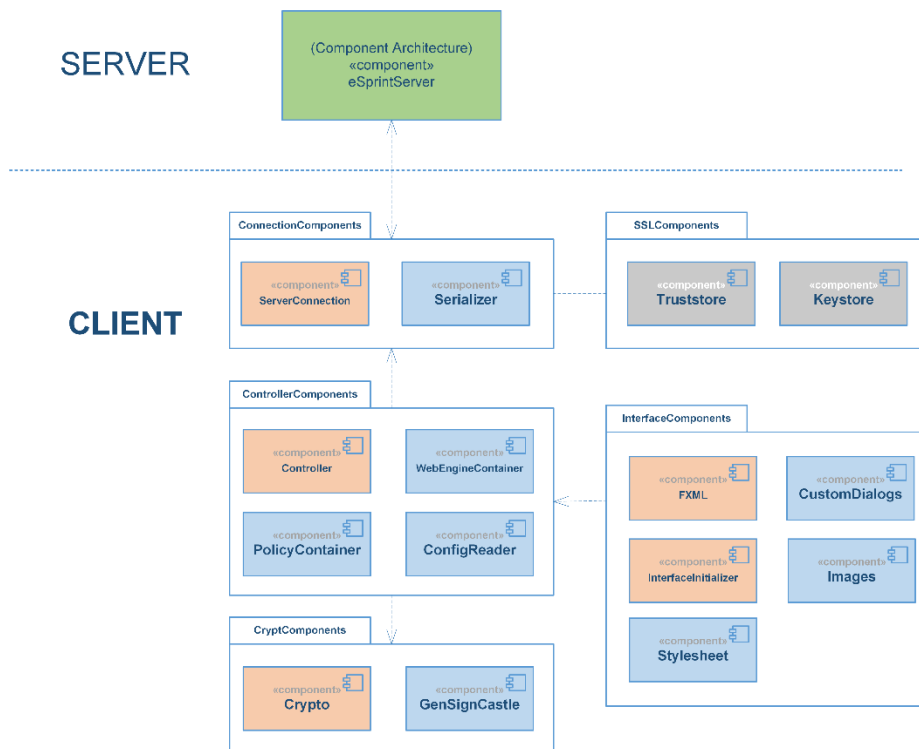 SERVER
(Component Architecture)
«component»
eSprintServer
CLIENT
ConnectionComponents
«component»
ServerConnection
«component»
Serializer
SSLComponents
«component»
Truststore
«component»
Keystore
ControllerComponents
«component»
Controller
«component»
WebEngineContainer
«component»
PolicyContainer
«component»
ConfigReader
InterfaceComponents
«component»
FXML
«component»
CustomDialogs
«component»
InterfaceInitializer
«component»
Images
«component»
Stylesheet
CryptComponents
«component»
Crypto
«component»
GenSignCastle